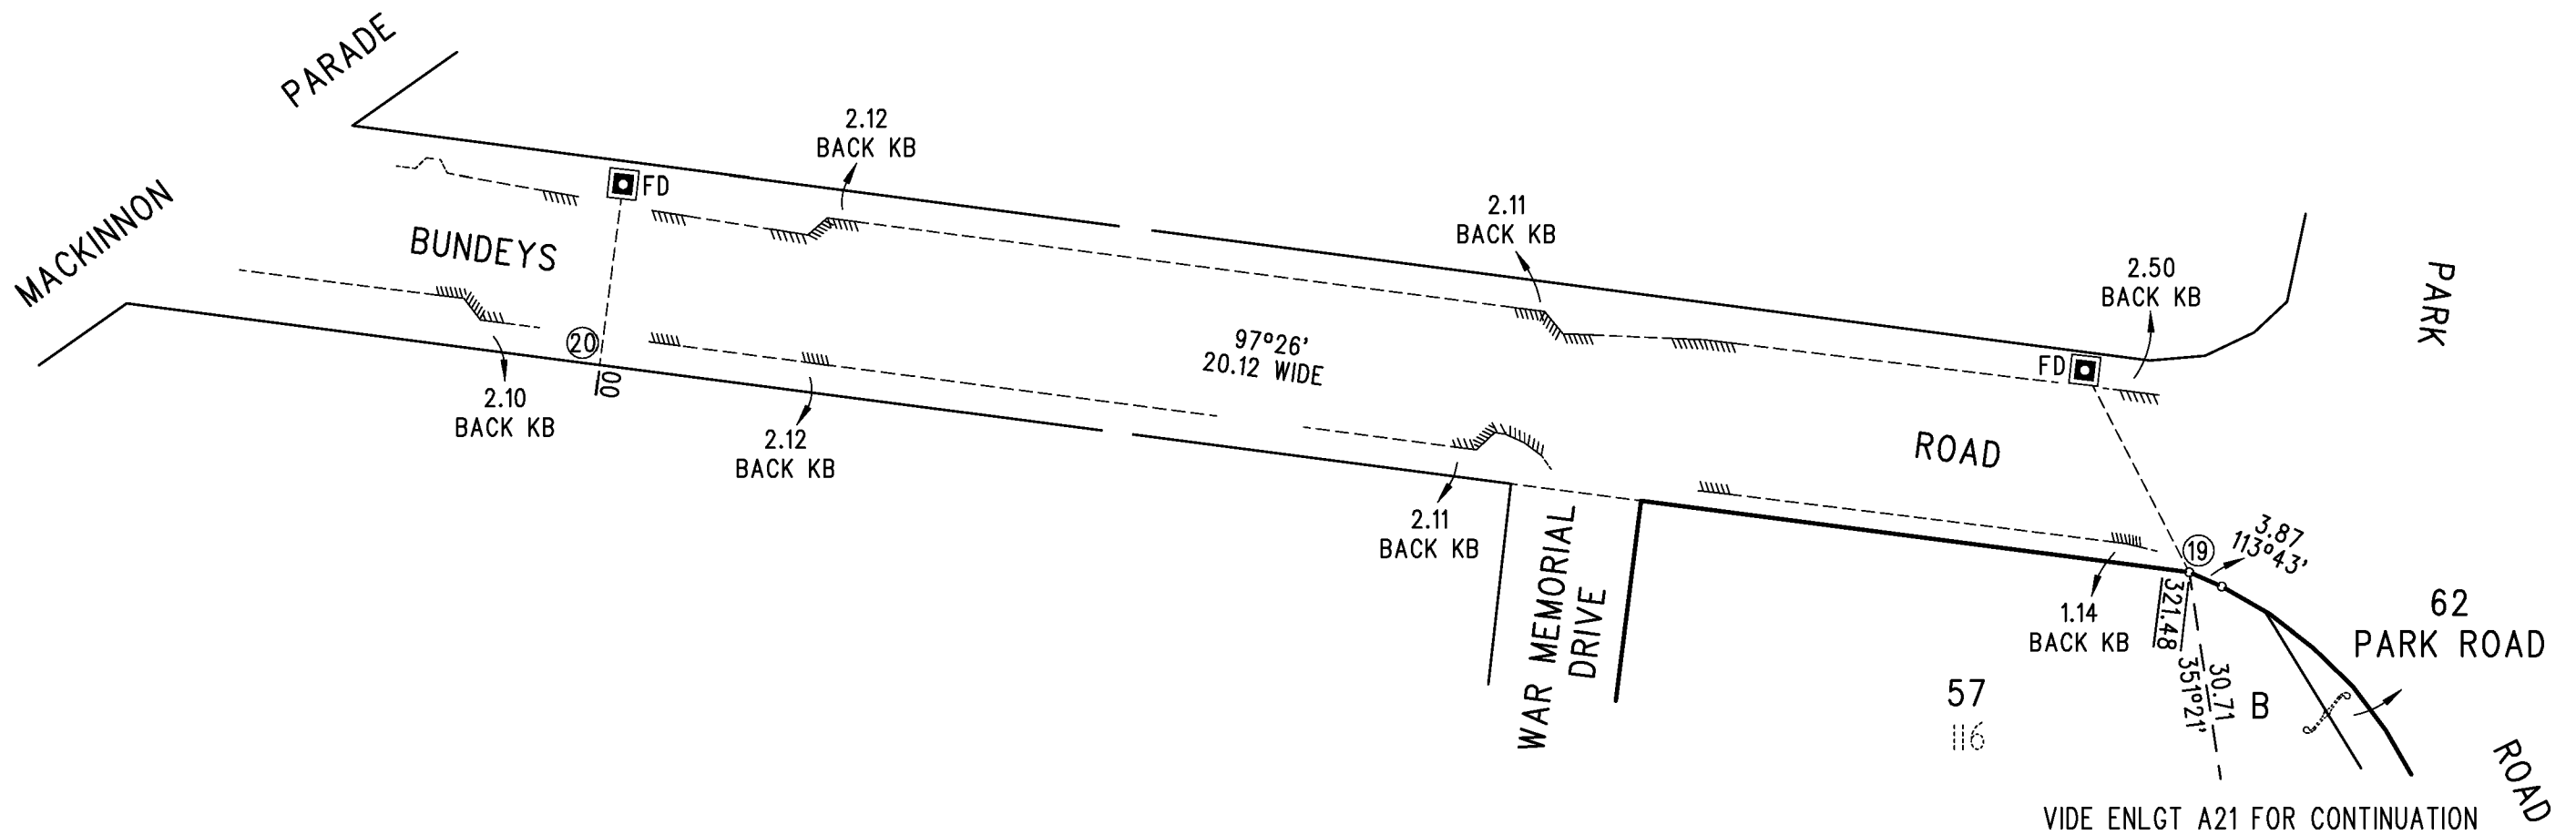 PARADE
MACKINNON
BUNDEYS
FD
2.12
BACK KB
2.11
BACK KB
2.50
BACK KB
PARK
FD
97°26'
20.12 WIDE
20
00
2.10
BACK KB
2.12
BACK KB
2.11
BACK KB
ROAD
WAR MEMORIAL
DRIVE
19
3.87
113°43'
321.48
1.14
BACK KB
30.71
351°21'
B
57
116
62
PARK ROAD
ROAD
VIDE ENLGT A21 FOR CONTINUATION